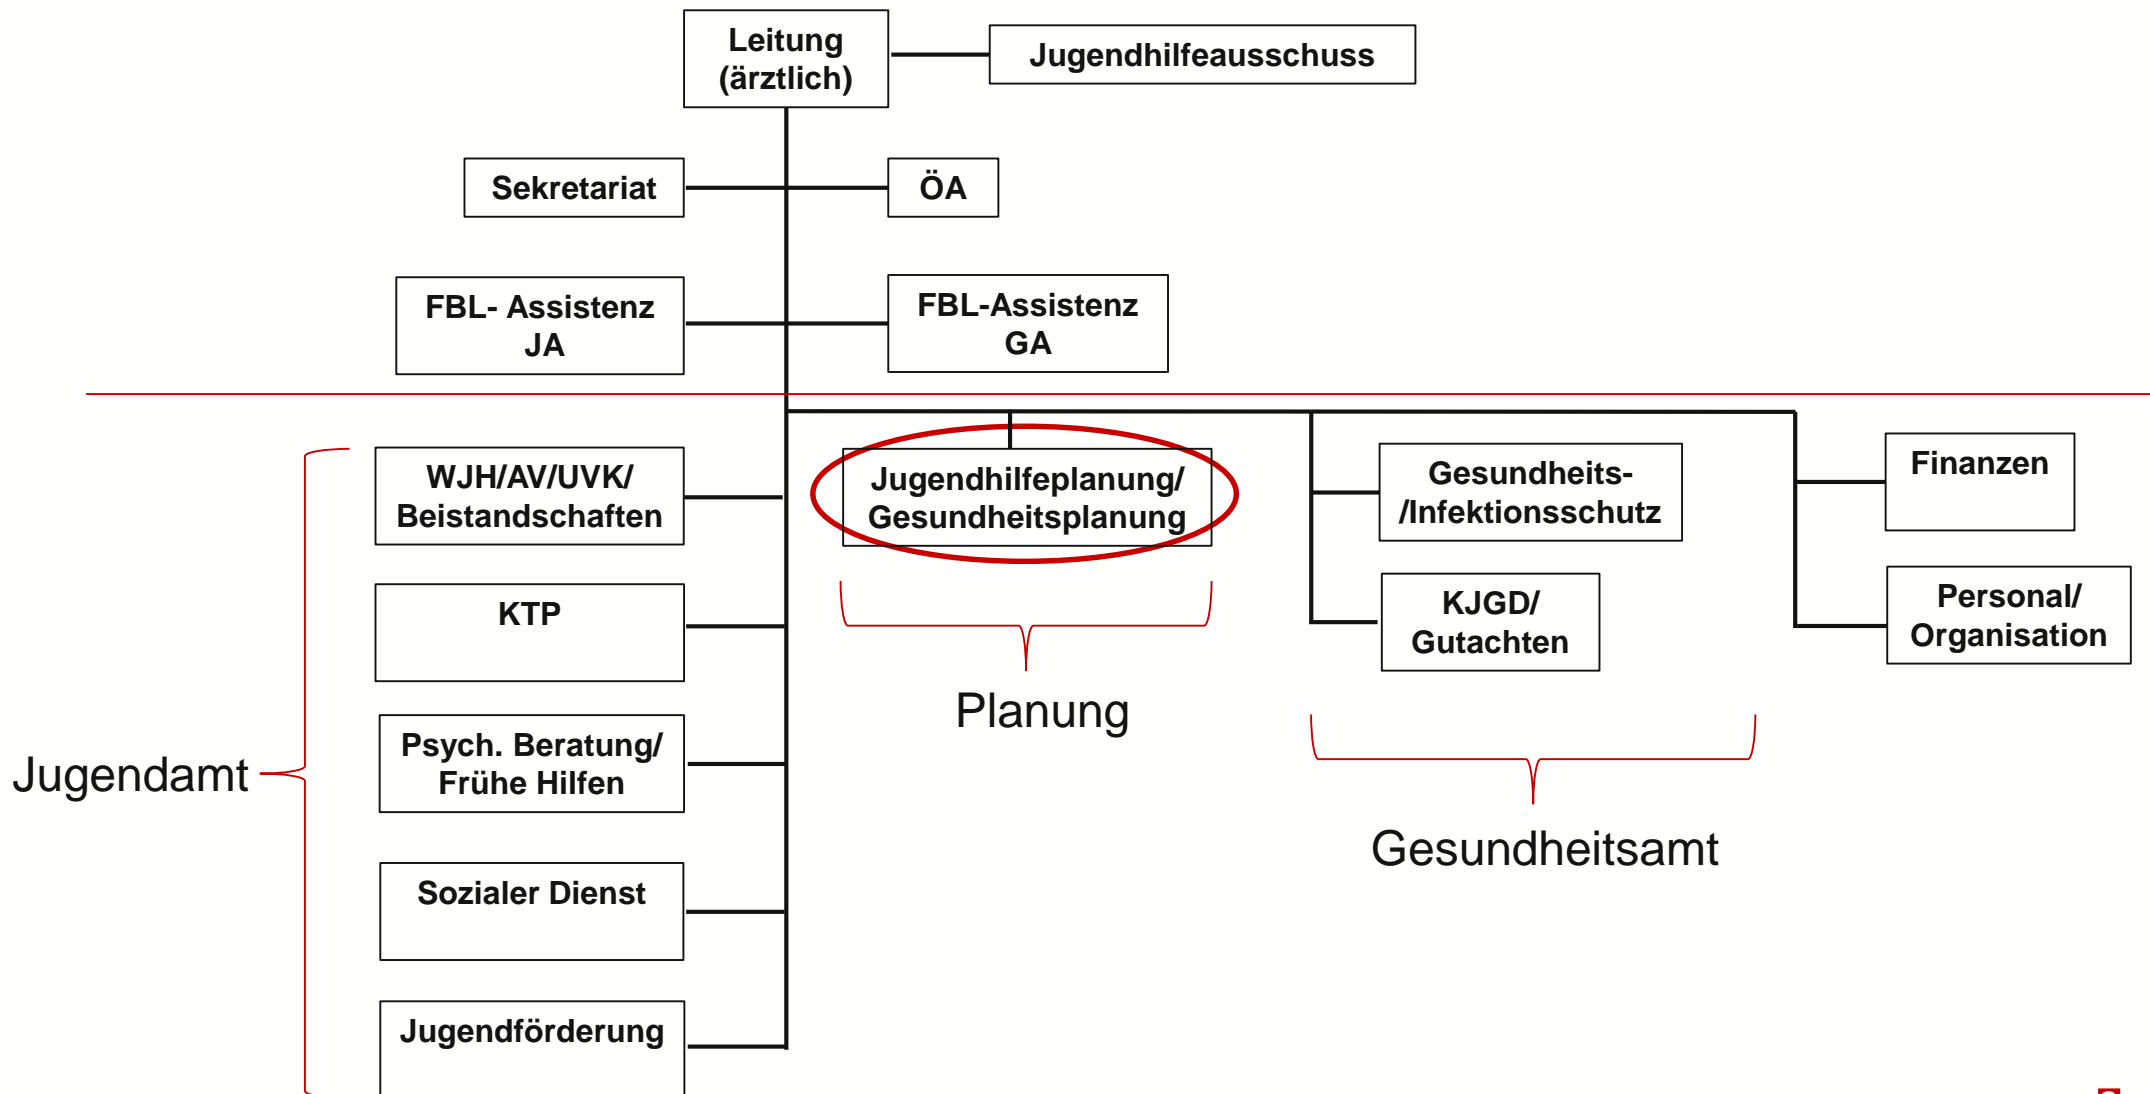 Leitung
(ärztlich)
Jugendhilfeausschuss
Sekretariat
ÖA
FBL- Assistenz
JA
FBL-Assistenz
GA
WJH/AV/UVK/
Beistandschaften
Jugendhilfeplanung/
Gesundheitsplanung
Gesundheits-
/Infektionsschutz
Finanzen
KTP
KJGD/
Gutachten
Personal/
Organisation
Planung
Psych. Beratung/
Frühe Hilfen
Jugendamt
Gesundheitsamt
Sozialer Dienst
Jugendförderung